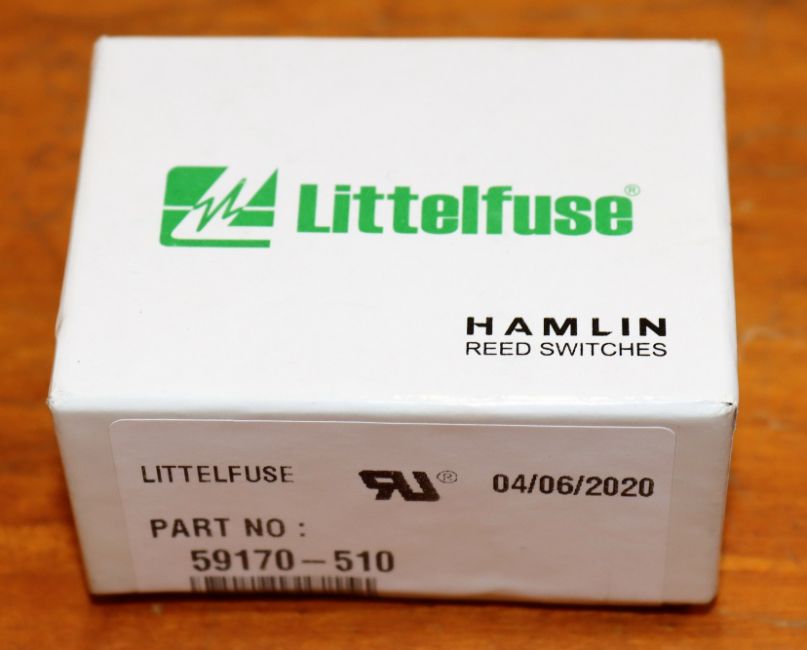 Littelfuse®
HAMLIN
REED SWITCHES
LITTELFUSE
®
04/06/2020
PART NO :
59170-510